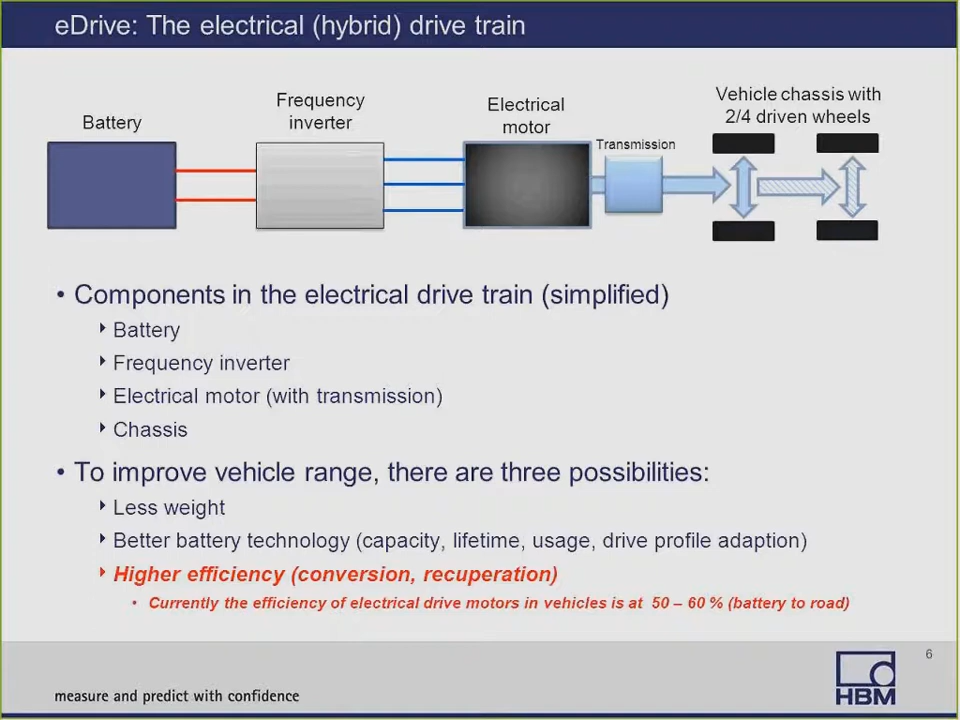 eDrive: The electrical (hybrid) drive train
Battery
Frequency
inverter
Electrical
motor
Transmission
Vehicle chassis with
2/4 driven wheels
• Components in the electrical drive train (simplified)
Battery
Frequency inverter
Electrical motor (with transmission)
Chassis
• To improve vehicle range, there are three possibilities:
Less weight
Better battery technology (capacity, lifetime, usage, drive profile adaption)
Higher efficiency (conversion, recuperation)
• Currently the efficiency of electrical drive motors in vehicles is at 50 – 60 % (battery to road)
6
measure and predict with confidence
HBM